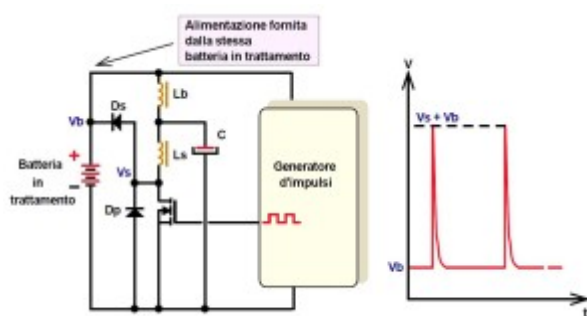 Alimentazione fornita
dalla stessa
batteria in trattamento
Lb
Ds
Vb
C
Ls
Vs
Batteria
in
trattamento
Dp
Generatore
d'impulsi
V
Vs + Vb
Vb
t